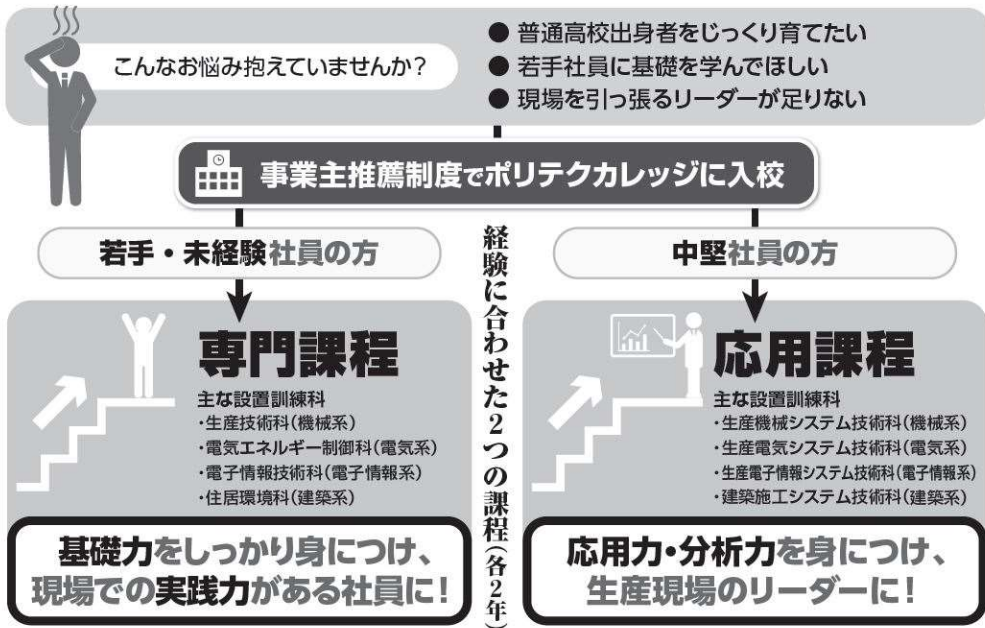 こんなお悩み抱えていませんか？
● 普通高校出身者をじっくり育てたい
● 若手社員に基礎を学んでほしい
● 現場を引っ張るリーダーが足りない
事業主推薦制度でポリテクカレッジに入校
経験に合わせた2つの課程(各2年)
若手・未経験社員の方
専門課程
主な設置訓練科
・生産技術科(機械系)
・電気エネルギー制御科(電気系)
・電子情報技術科(電子情報系)
・住居環境科(建築系)
基礎力をしっかり身につけ、
現場での実践力がある社員に！
中堅社員の方
応用課程
主な設置訓練科
・生産機械システム技術科(機械系)
・生産電気システム技術科(電気系)
・生産電子情報システム技術科(電子情報系)
・建築施工システム技術科(建築系)
応用力・分析力を身につけ、
生産現場のリーダーに！